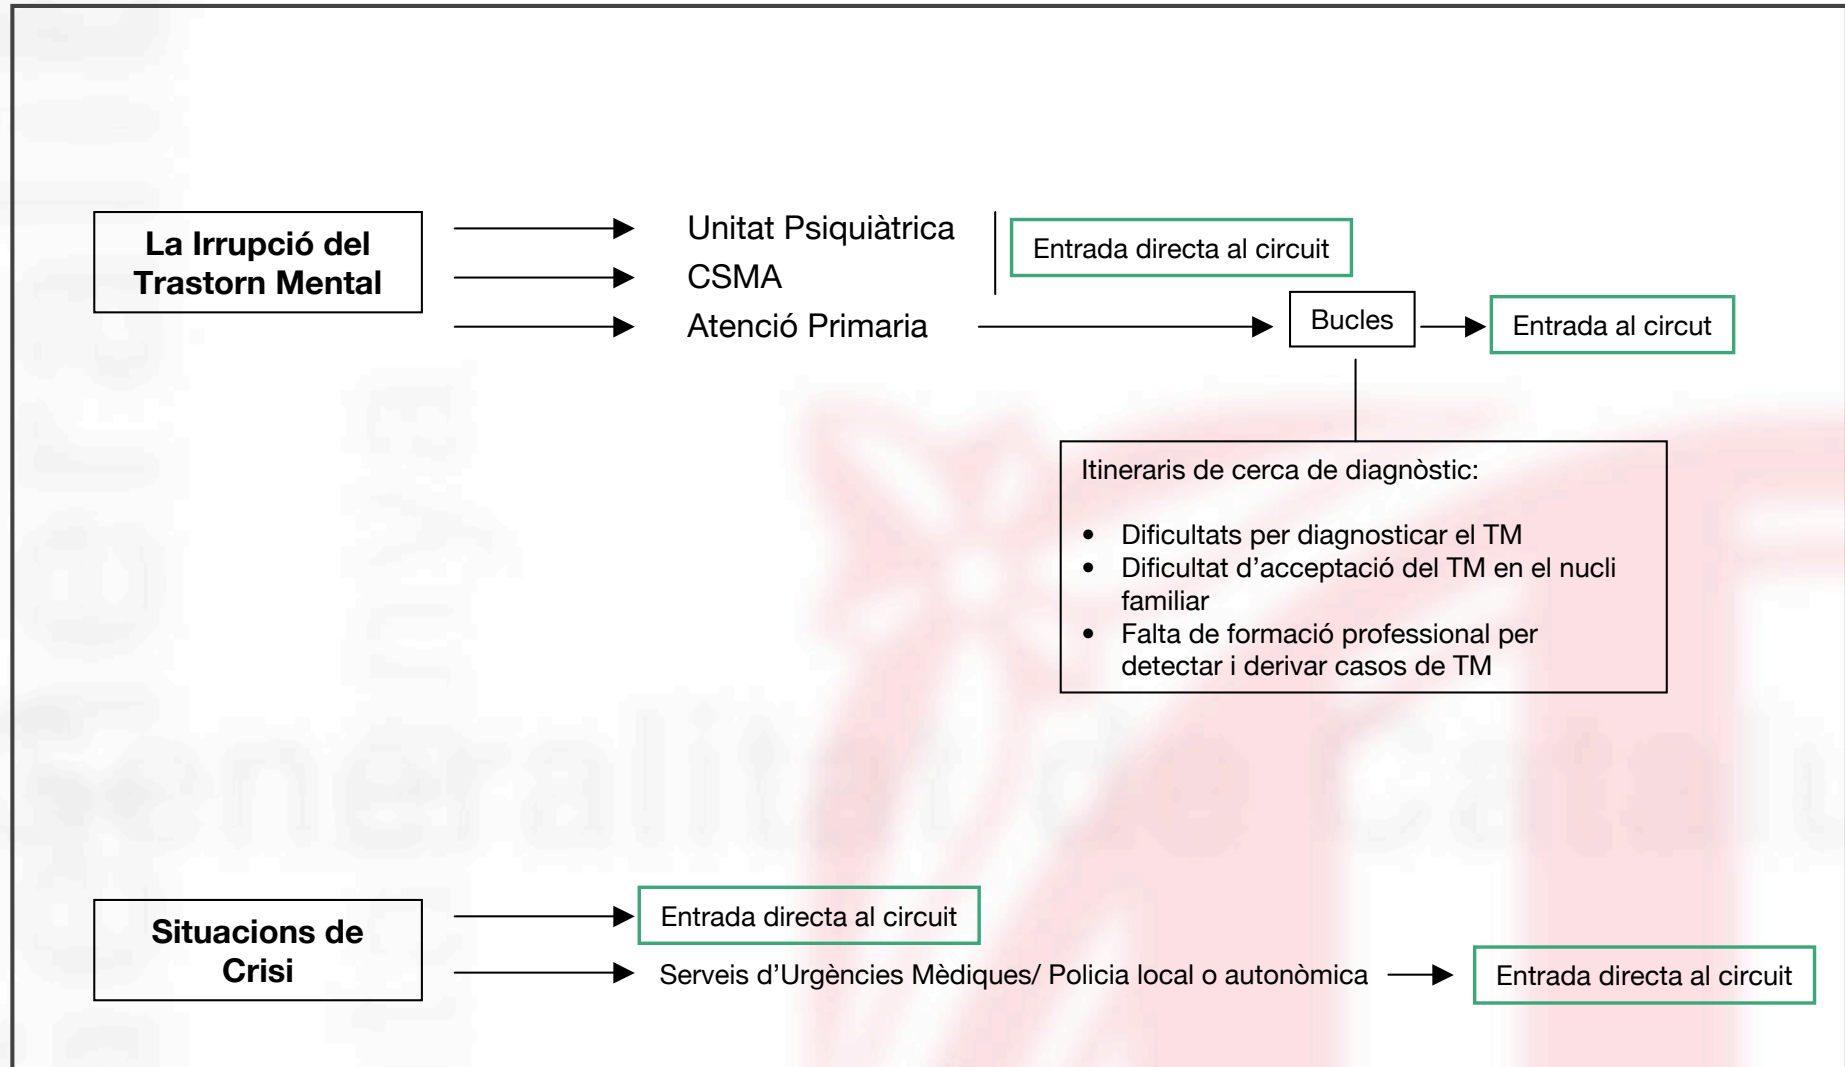 La Irrupció del
Trastorn Mental
Unitat Psiquiàtrica
CSMA
Atenció Primaria
Entrada directa al circuit
Bucles
Entrada al circut
Itineraris de cerca de diagnòstic:
• Dificultats per diagnosticar el TM
• Dificultat d’acceptació del TM en el nucli
familiar
• Falta de formació professional per
detectar i derivar casos de TM
Generalitat de Catalu
Situacions de
Crisi
Entrada directa al circuit
Serveis d’Urgències Mèdiques/ Policia local o autonòmica
Entrada directa al circuit